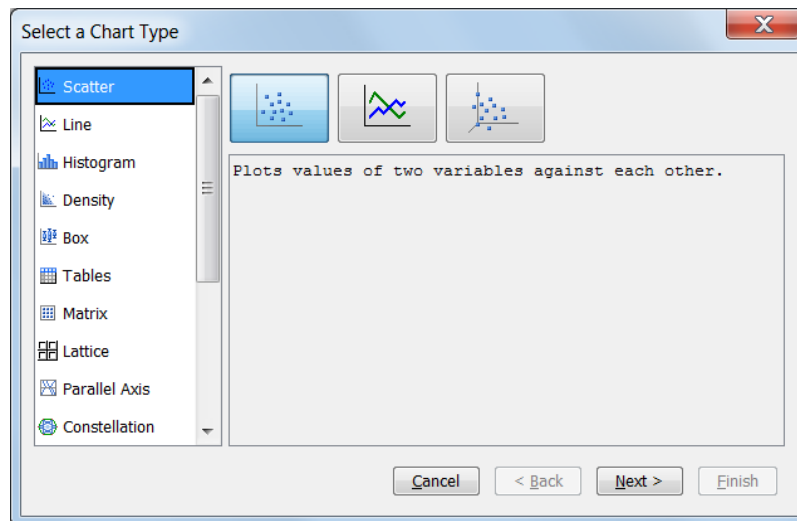 Select a Chart Type
Scatter
Line
Histogram
Density
Box
Tables
Matrix
Lattice
Parallel Axis
Constellation
Plots values of two variables against each other.
Cancel
< Back
Next >
Finish